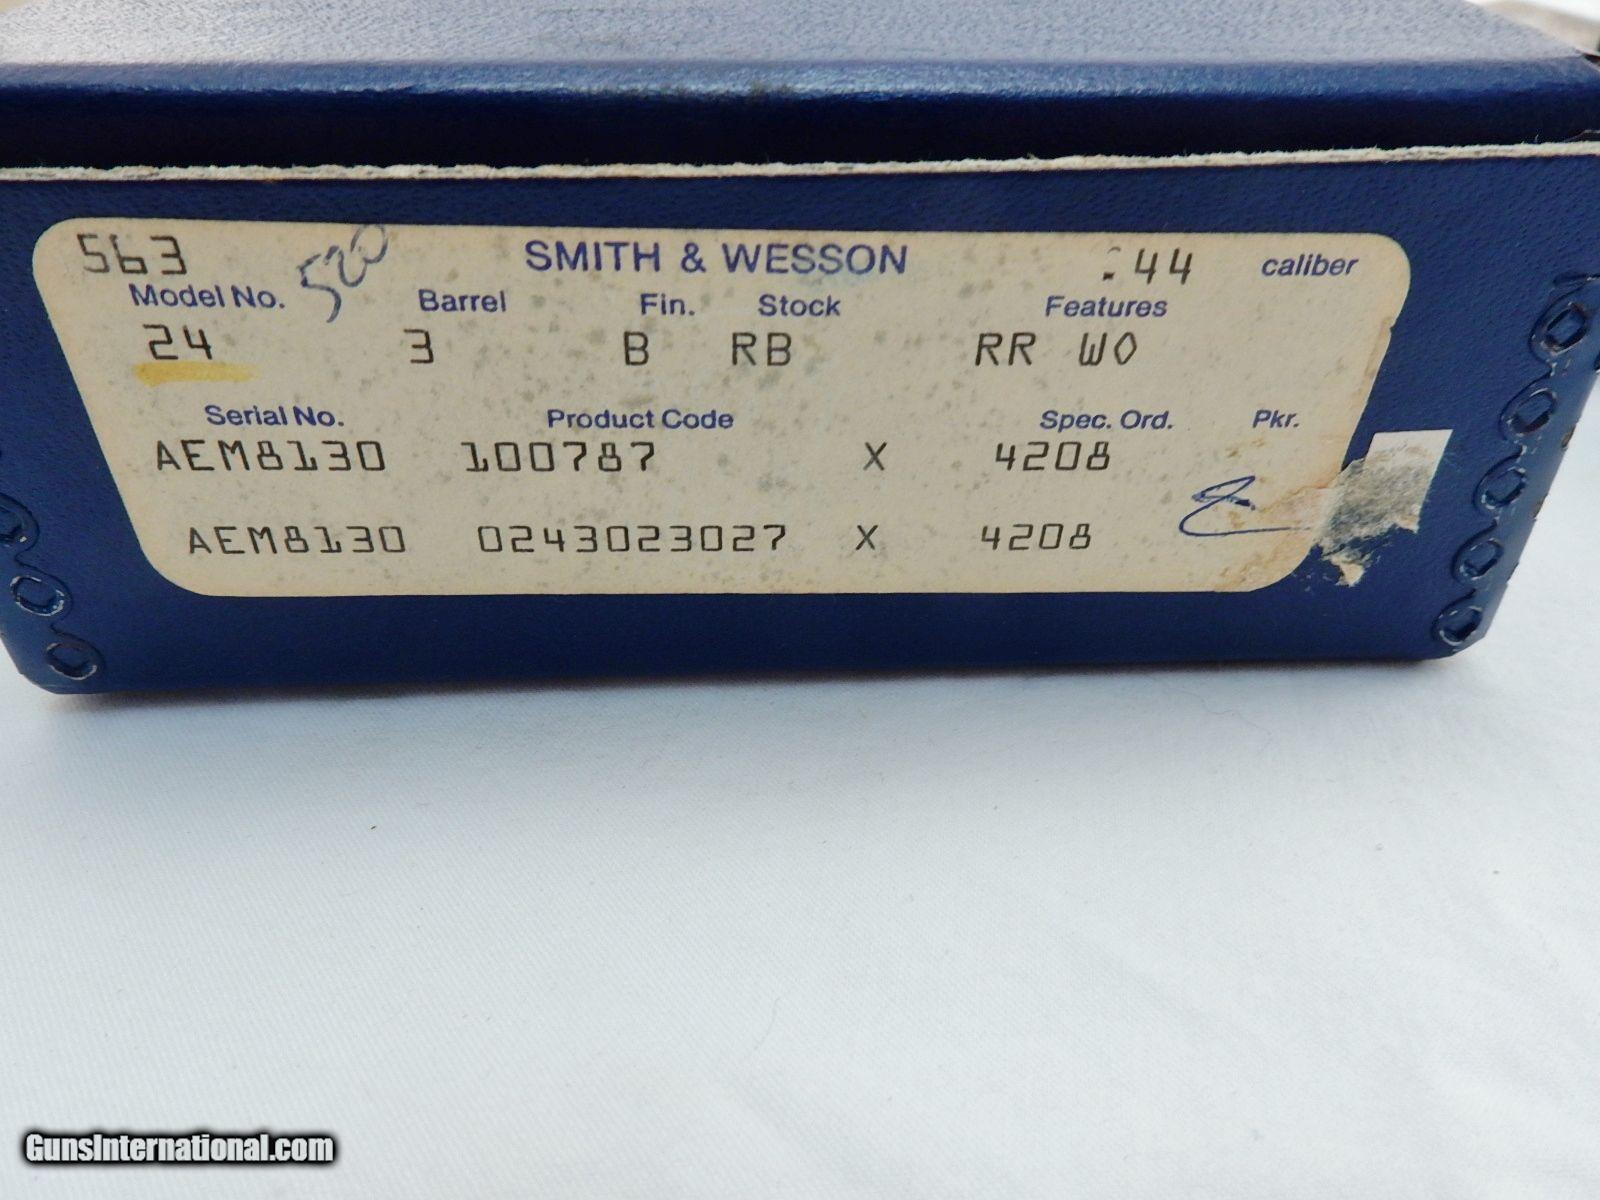 563 520 SMITH & WESSON .44 caliber
Model No. Barrel Fin. Stock Features
24 3 B RB RR WO
Serial No. Product Code Spec. Ord. Pkr.
AEM8130 100787 X 4208
AEM8130 0243023027 X 4208
GunsInternational.com